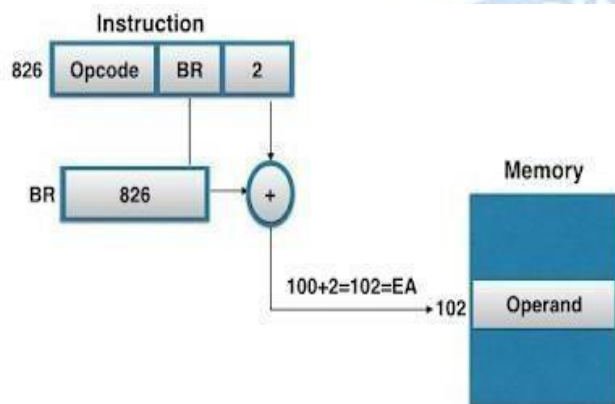 Instruction
826 Opcode BR 2
BR 826 +
Memory
100+2=102=EA
102 Operand